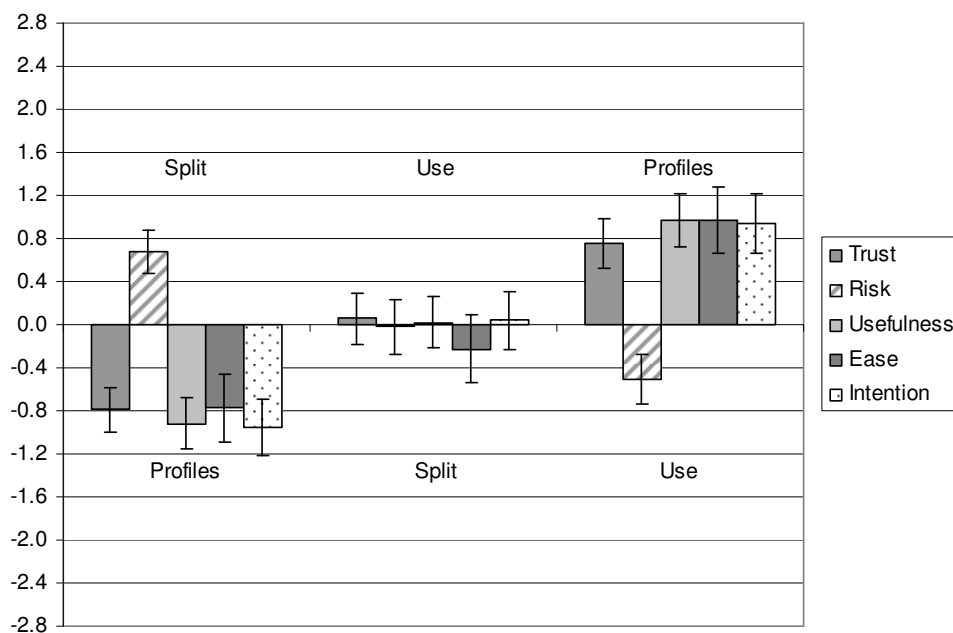 2.8
2.4
2.0
1.6
1.2
0.8
0.4
0.0
-0.4
-0.8
-1.2
-1.6
-2.0
-2.4
-2.8
Split Use Profiles
Profiles Split Use
Trust
Risk
Usefulness
Ease
Intention